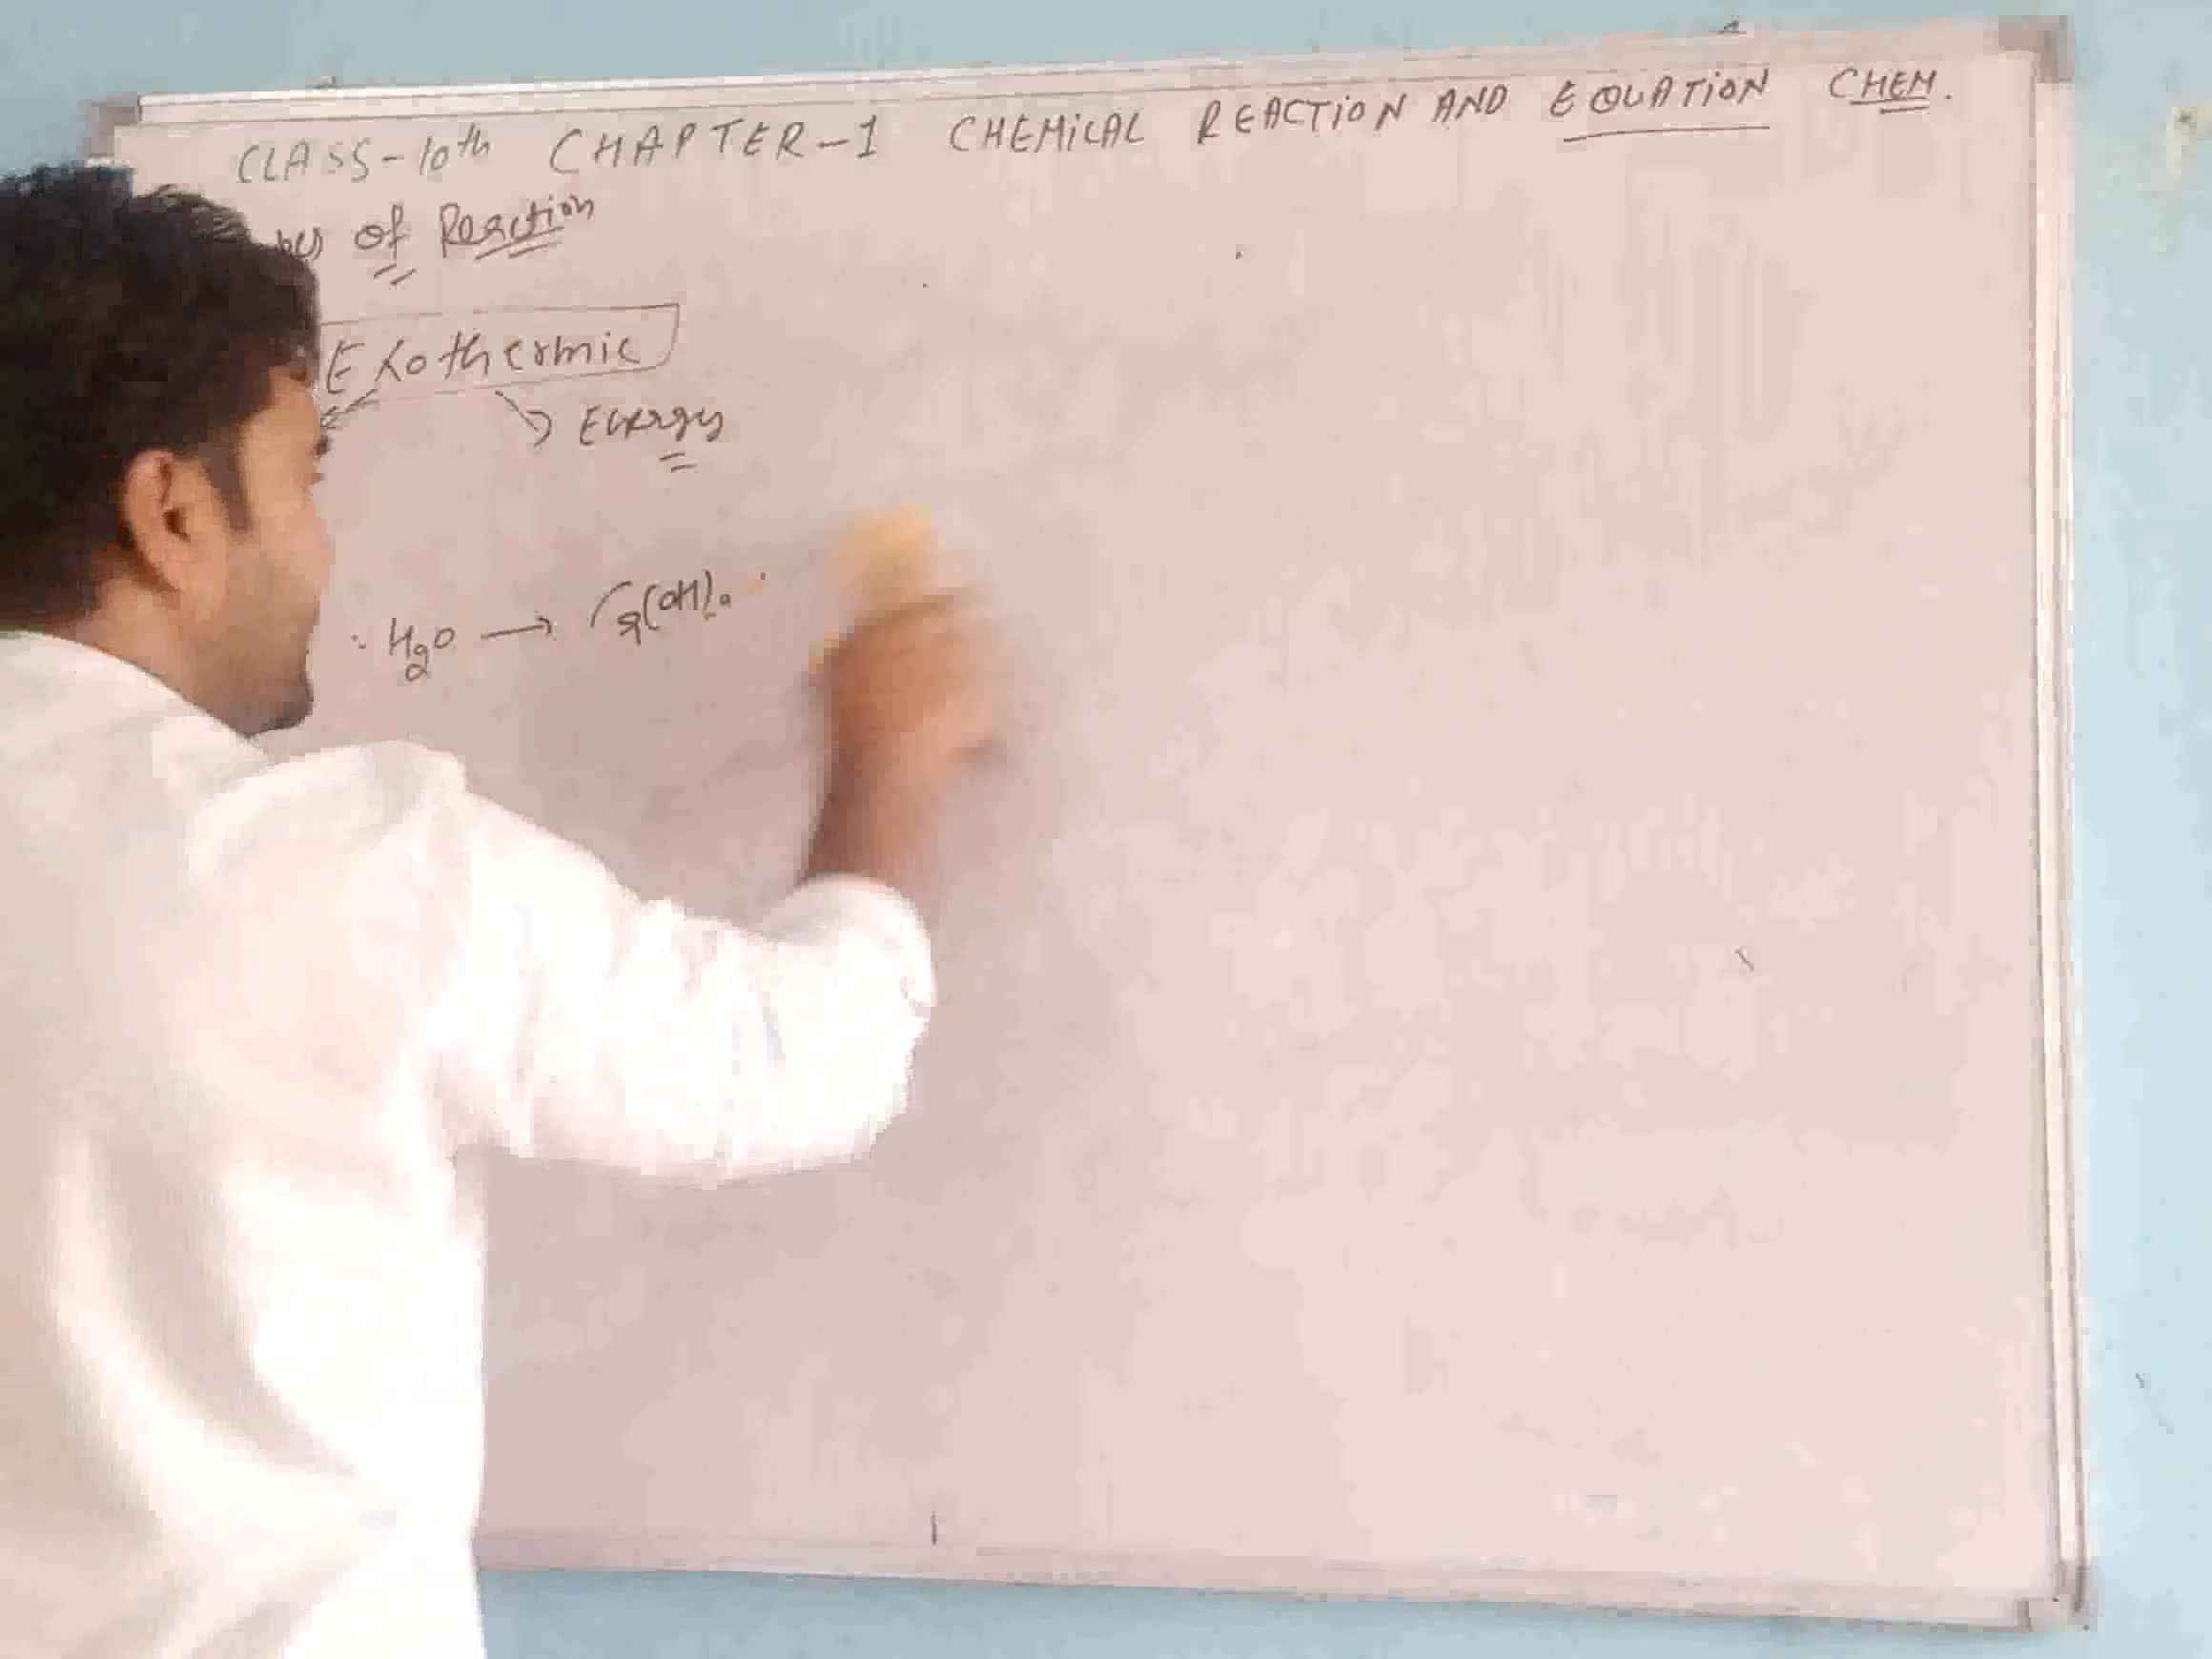 CLASS-10th CHAPTER-1 CHEMICAL REACTION AND EQUATION CHEM.
of Reaction
Exothermic
Energy
H2O → Ca(OH)2